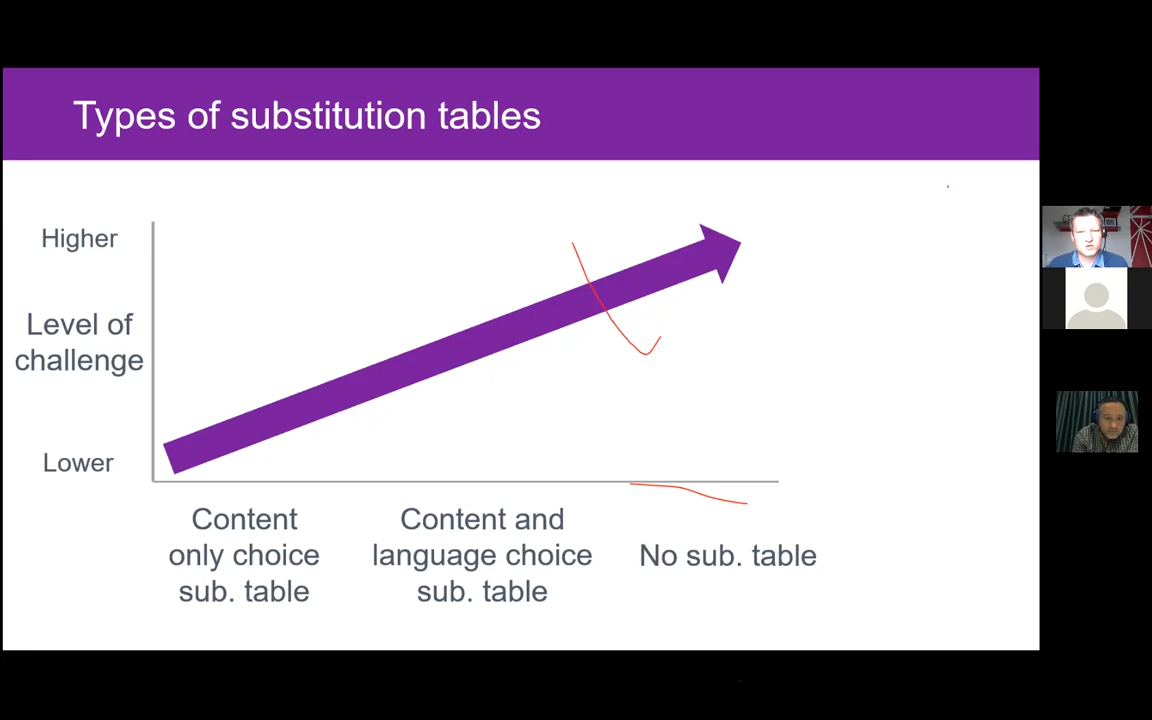 Types of substitution tables
Higher
Level of
challenge
Lower
Content
only choice
sub. table
Content and
language choice
sub. table
No sub. table